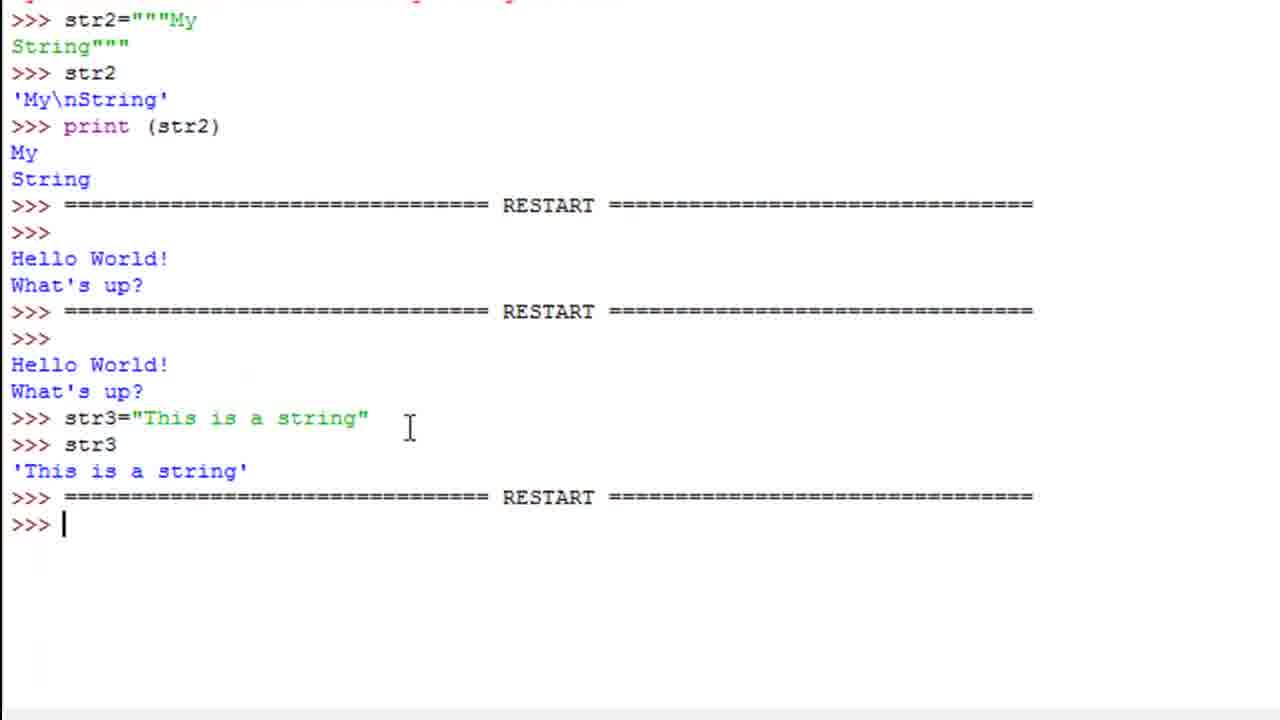 >>> str2="""My
String"""
>>> str2
'My\nString'
>>> print (str2)
My
String
>>> ================================ RESTART ================================
>>>
Hello World!
What's up?
>>> ================================ RESTART ================================
>>>
Hello World!
What's up?
>>> str3="This is a string"
>>> str3
'This is a string'
>>> ================================ RESTART ================================
>>>